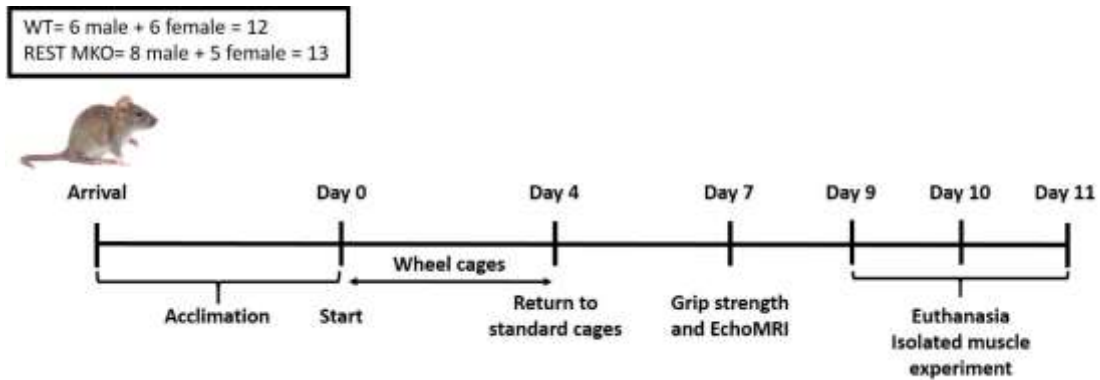 WT= 6 male + 6 female = 12
REST MKO= 8 male + 5 female = 13
Arrival
Day 0
Day 4
Day 7
Day 9
Day 10
Day 11
Wheel cages
Acclimation
Start
Return to
standard cages
Grip strength
and EchoMRI
Euthanasia
Isolated muscle
experiment